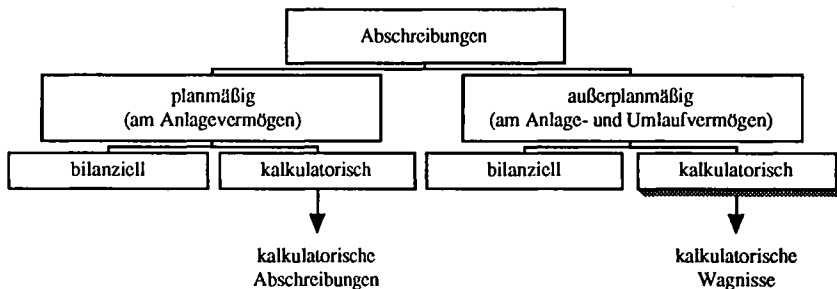 Abschreibungen
planmäßig
(am Anlagevermögen)
außerplanmäßig
(am Anlage- und Umlaufvermögen)
bilanziell
kalkulatorisch
bilanziell
kalkulatorisch
kalkulatorische
Abschreibungen
kalkulatorische
Wagnisse